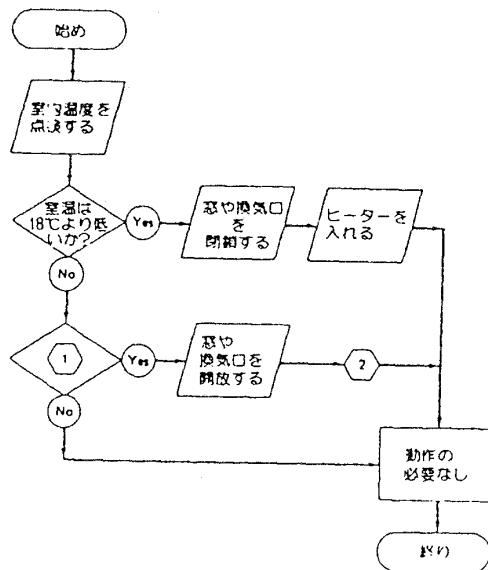 始め
室内温度を
点検する
室温は
18℃より低
いか?
Yes
窓や換気口
を
閉鎖する
ヒーターを
入れる
No
1
Yes
窓や
換気口を
開放する
2
No
動作の
必要なし
終り